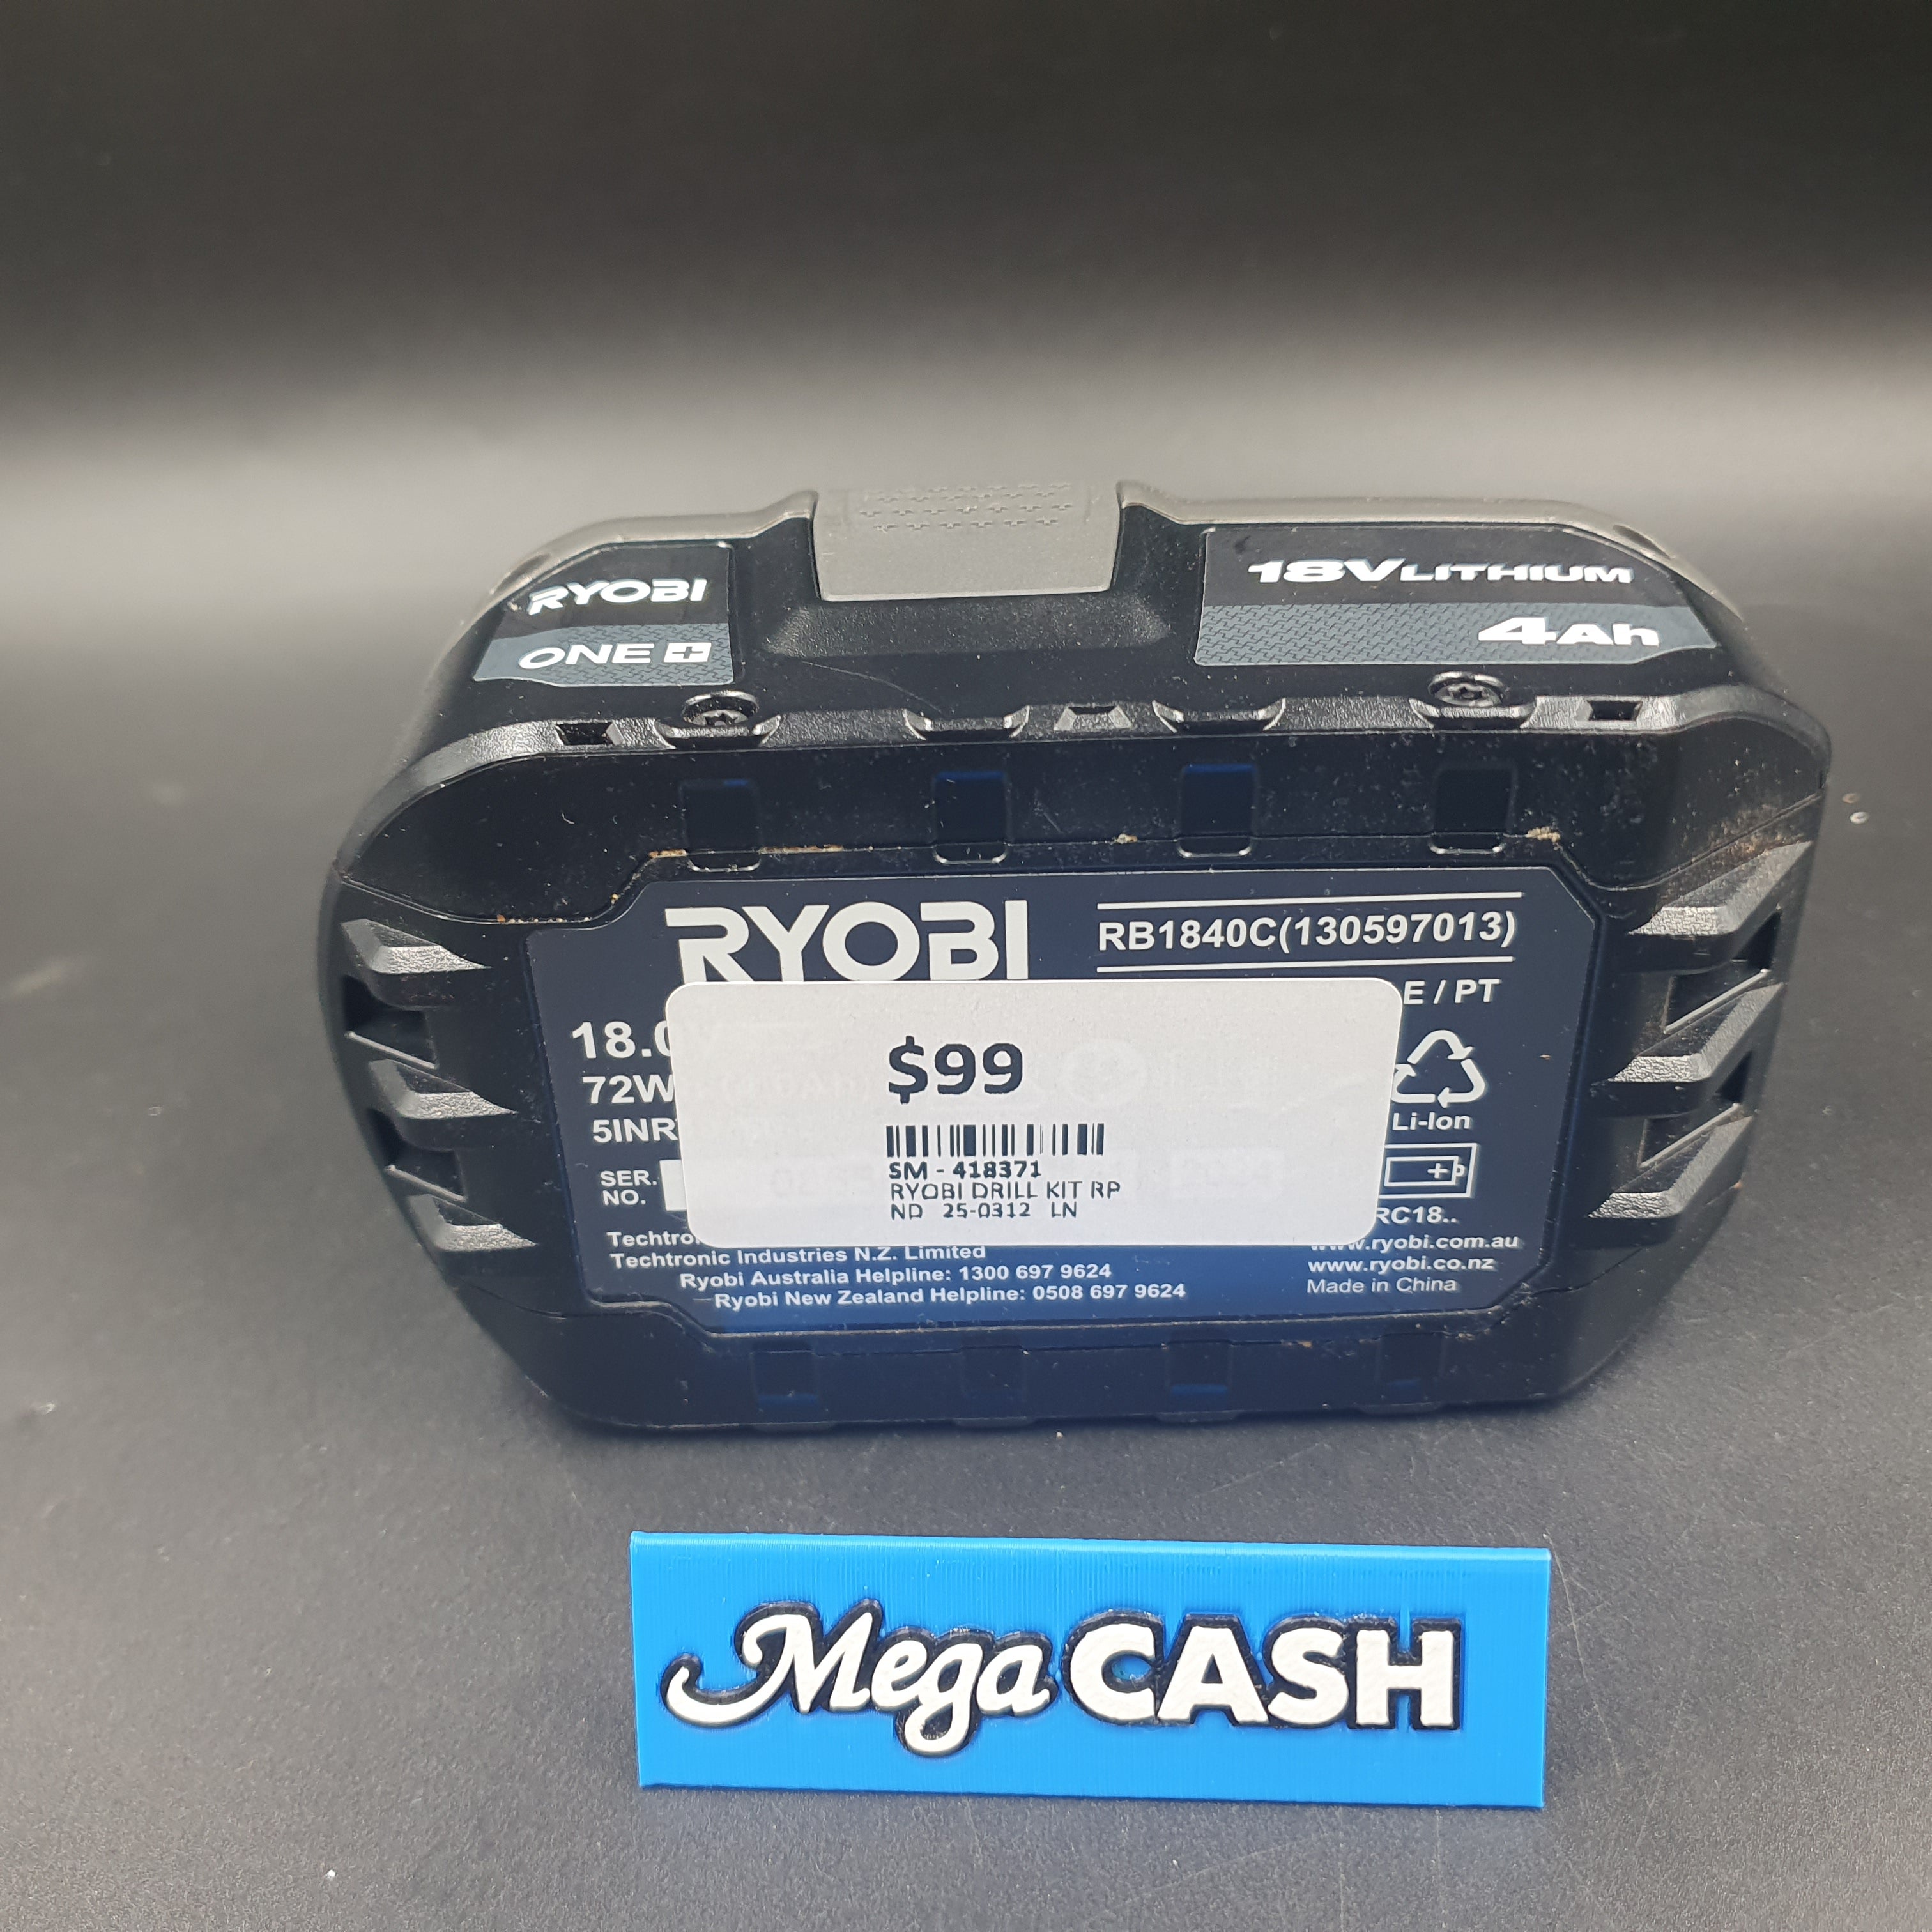 RYOBI
ONE+
18V LITHIUM
4Ah
RYOBI
RB1840C(130597013)
E / PT
18.0
72W
5INR
Li-Ion
SER.
NO.
RC18..
$99
SM - 418371
RYOBI DRILL KIT RP
ND 25-0312 LN
Techtro
Techtronic Industries N.Z. Limited
Ryobi Australia Helpline: 1300 697 9624
Ryobi New Zealand Helpline: 0508 697 9624
www.ryobi.com.au
www.ryobi.co.nz
Made in China
Mega CASH